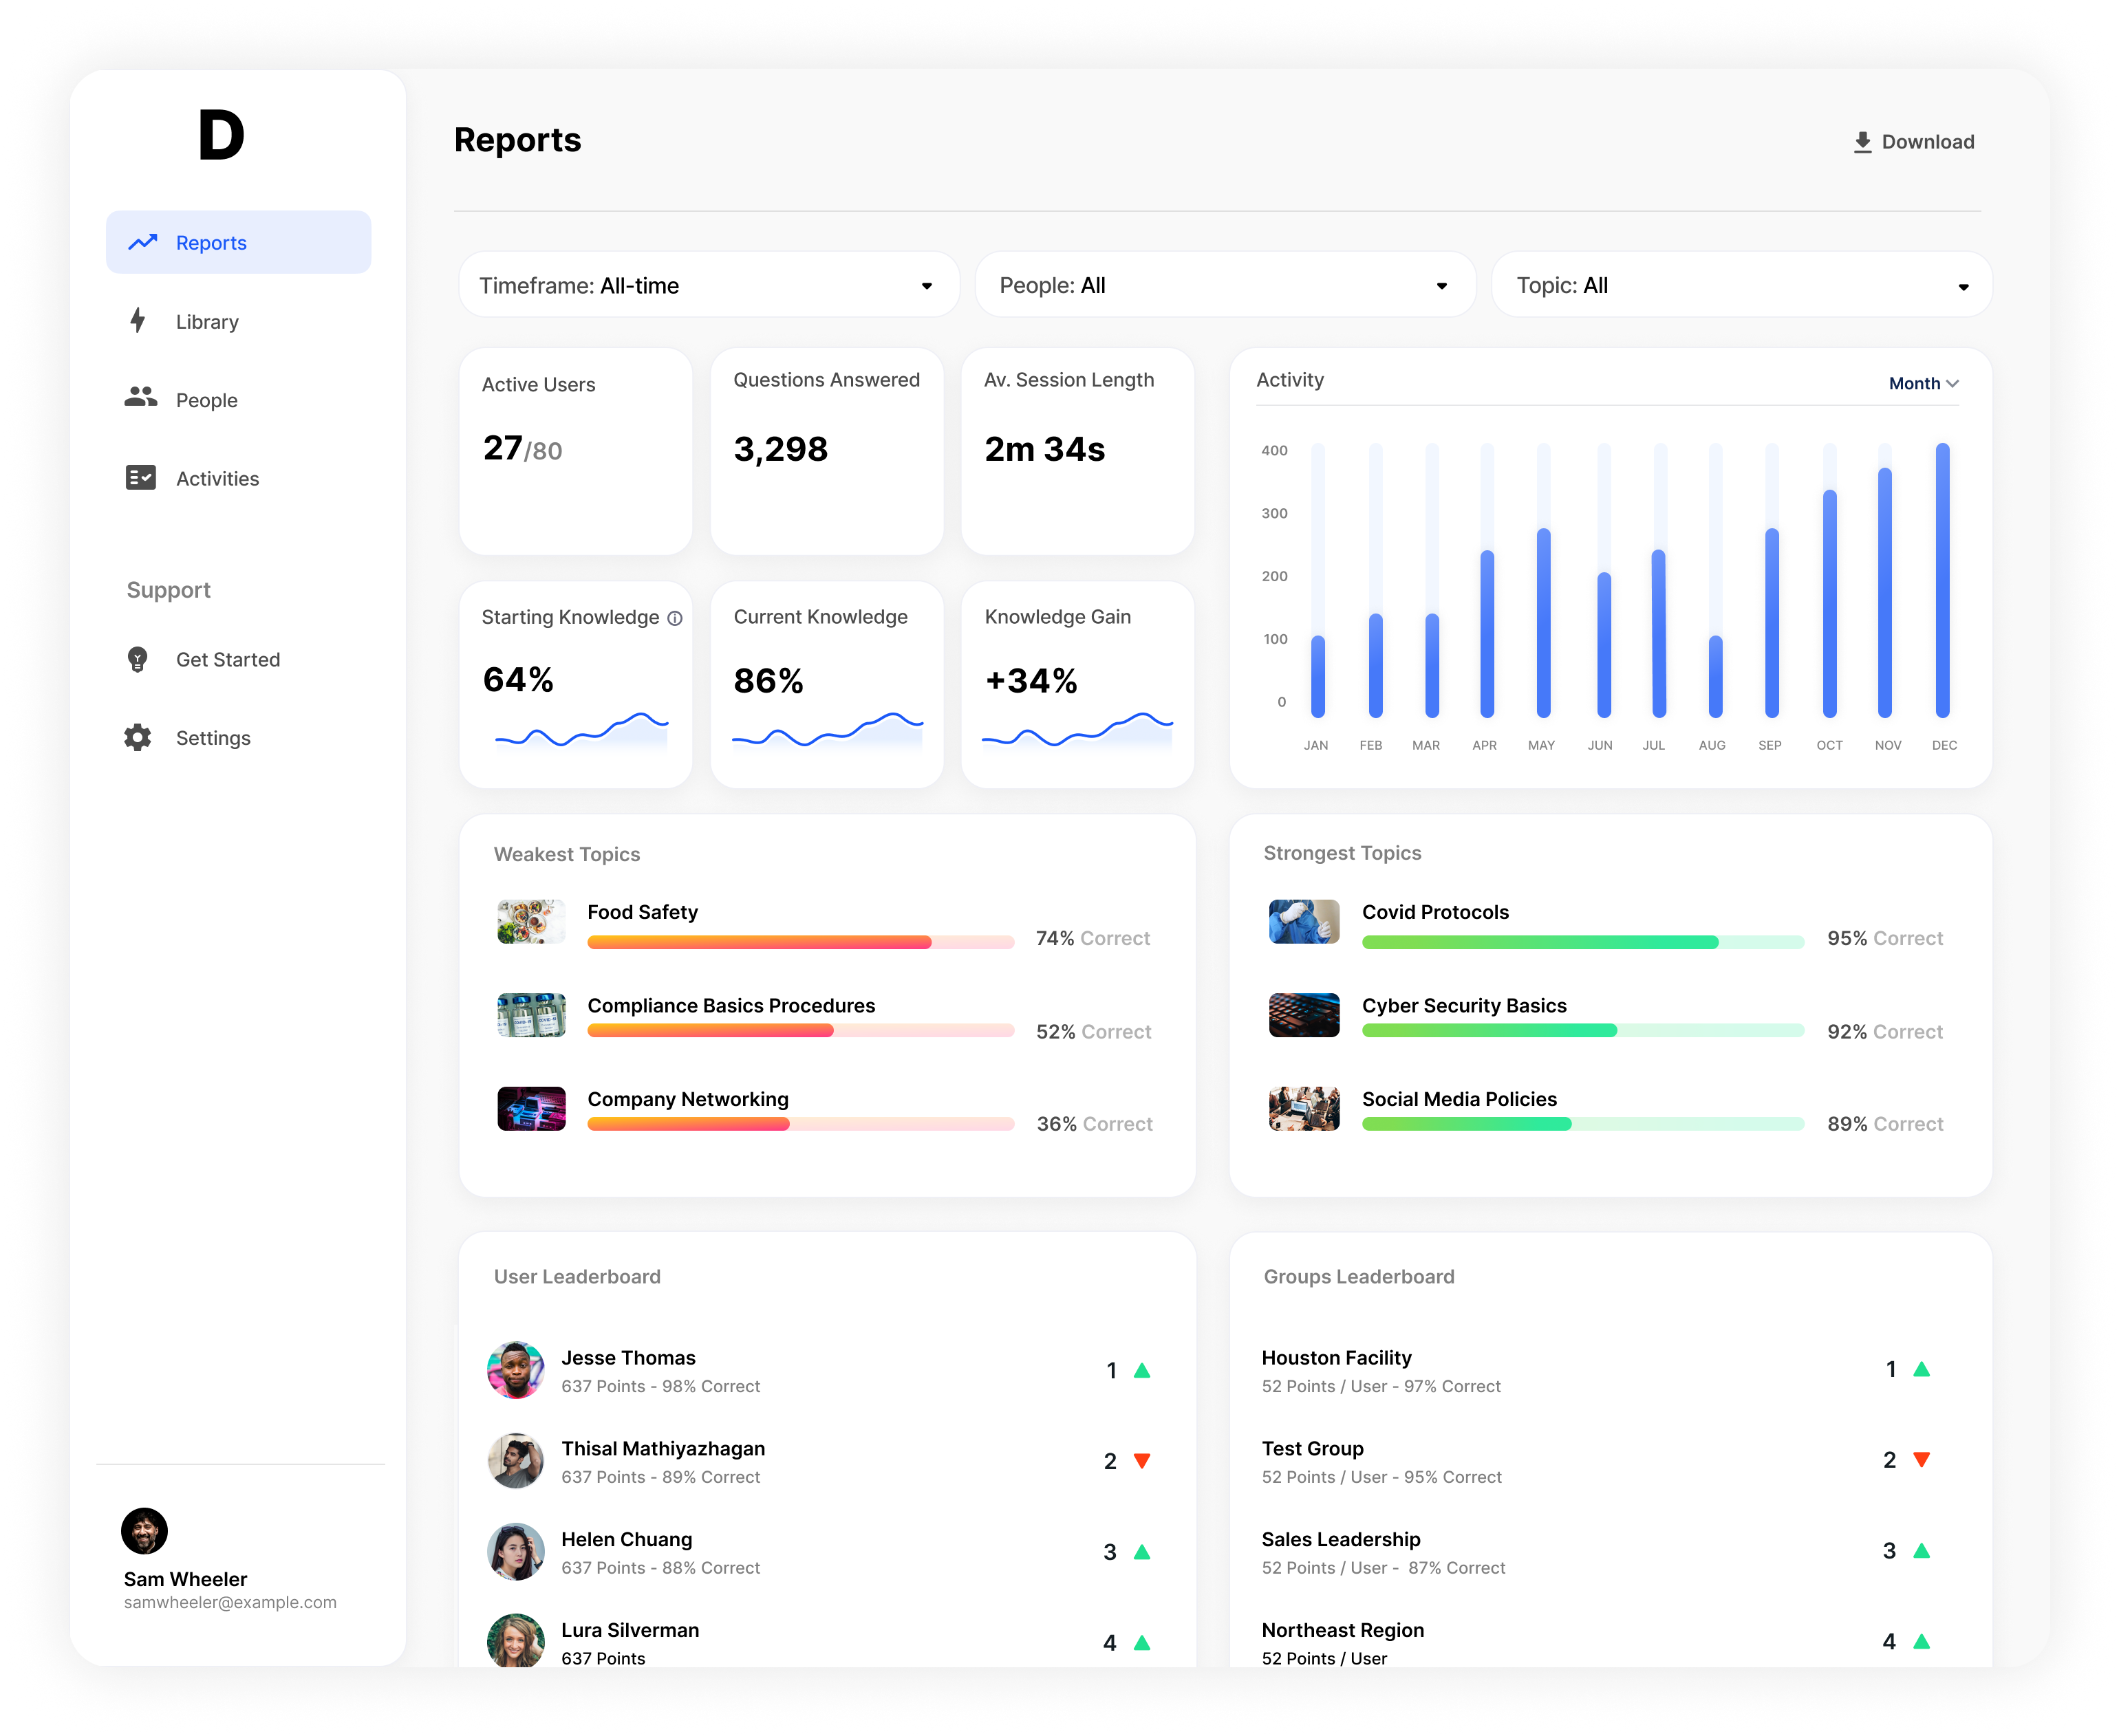 D
Reports
Library
People
Activities
Support
Get Started
Settings
Sam Wheeler
samwheeler@example.com
Reports
Download
Timeframe: All-time
People: All
Topic: All
Active Users
27/80
Questions Answered
3,298
Av. Session Length
2m 34s
Starting Knowledge
64%
Current Knowledge
86%
Knowledge Gain
+34%
Activity
Month
400
300
200
100
0
JAN FEB MAR APR MAY JUN JUL AUG SEP OCT NOV DEC
Weakest Topics
Food Safety
74% Correct
Compliance Basics Procedures
52% Correct
Company Networking
36% Correct
Strongest Topics
Covid Protocols
95% Correct
Cyber Security Basics
92% Correct
Social Media Policies
89% Correct
User Leaderboard
Jesse Thomas
637 Points - 98% Correct
1
Thisal Mathiyazhagan
637 Points - 89% Correct
2
Helen Chuang
637 Points - 88% Correct
3
Lura Silverman
637 Points
4
Groups Leaderboard
Houston Facility
52 Points / User - 97% Correct
1
Test Group
52 Points / User - 95% Correct
2
Sales Leadership
52 Points / User - 87% Correct
3
Northeast Region
52 Points / User
4